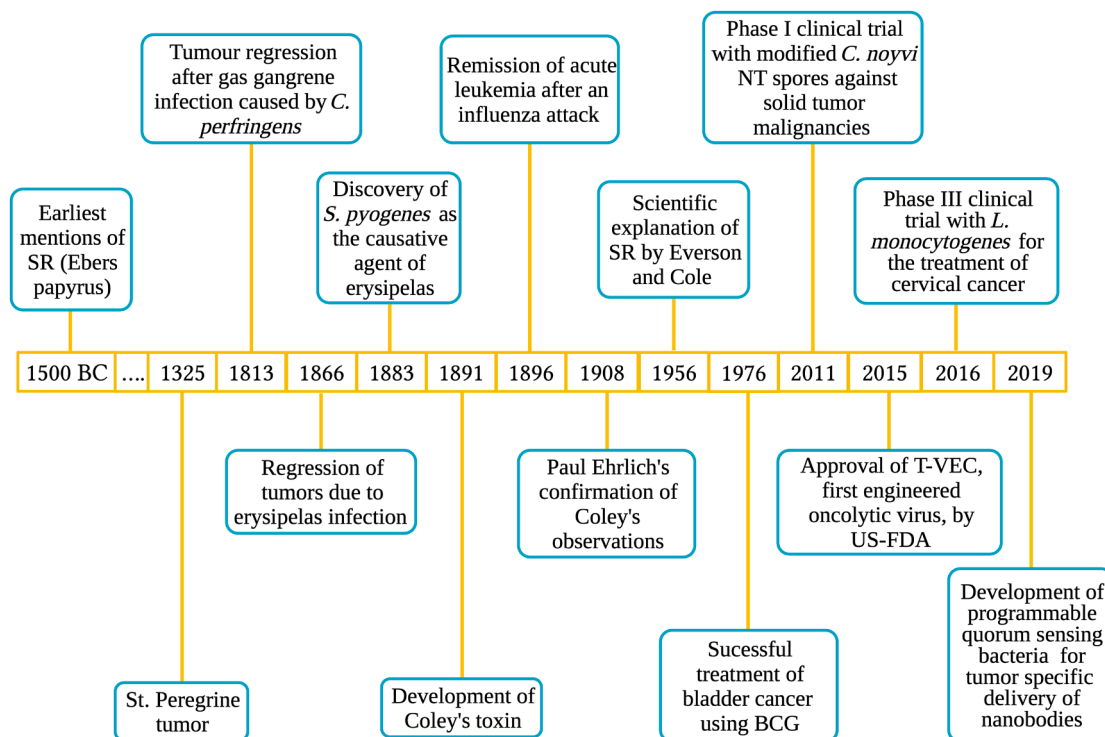 Tumour regression
after gas gangrene
infection caused by C.
perfringens
Remission of acute
leukemia after an
influenza attack
Phase I clinical trial
with modified C. noyvi
NT spores against
solid tumor
malignancies
Earliest
mentions of
SR (Ebers
papyrus)
Discovery of
S. pyogenes as
the causative
agent of
erysipelas
Scientific
explanation of
SR by Everson
and Cole
Phase III clinical
trial with L.
monocytogenes for
the treatment of
cervical cancer
1500 BC .... 1325 1813 1866 1883 1891 1896 1908 1956 1976 2011 2015 2016 2019
Regression of
tumors due to
erysipelas infection
Paul Ehrlich's
confirmation of
Coley's
observations
Approval of T-VEC,
first engineered
oncolytic virus, by
US-FDA
St. Peregrine
tumor
Development of
Coley's toxin
Sucessful
treatment of
bladder cancer
using BCG
Development of
programmable
quorum sensing
bacteria for
tumor specific
delivery of
nanobodies